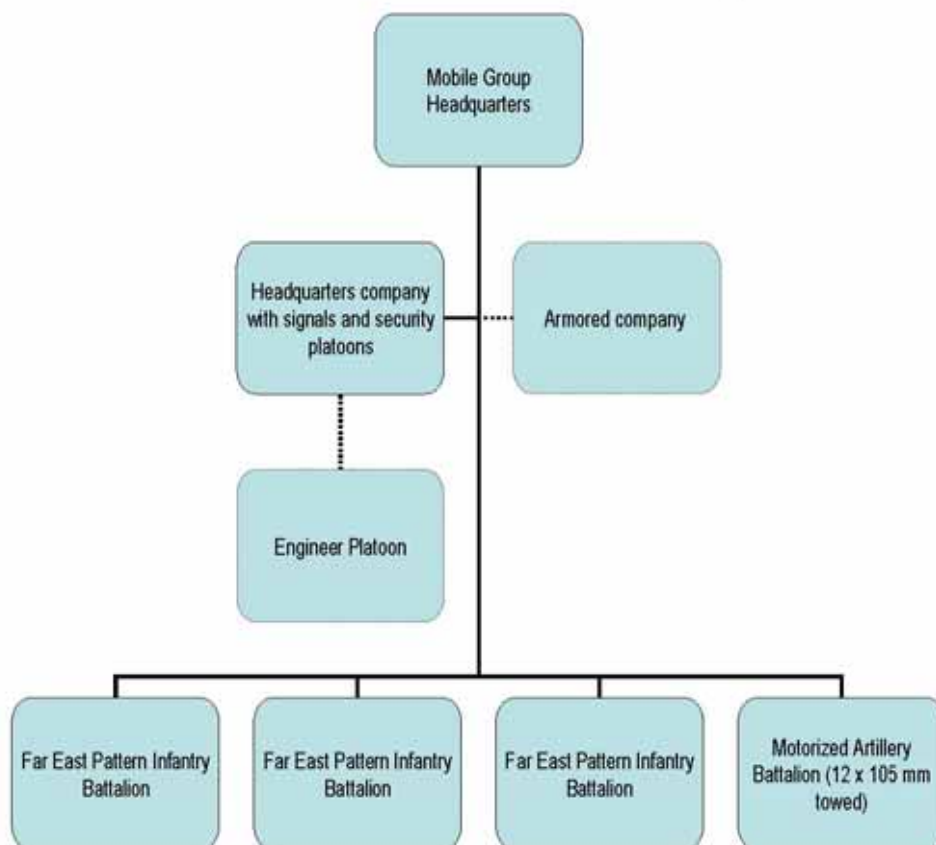 Mobile Group
Headquarters
Headquarters company
with signals and security
platoons
Armored company
Engineer Platoon
Far East Pattern Infantry
Battalion
Far East Pattern Infantry
Battalion
Far East Pattern Infantry
Battalion
Motorized Artillery
Battalion (12 x 105 mm
towed)